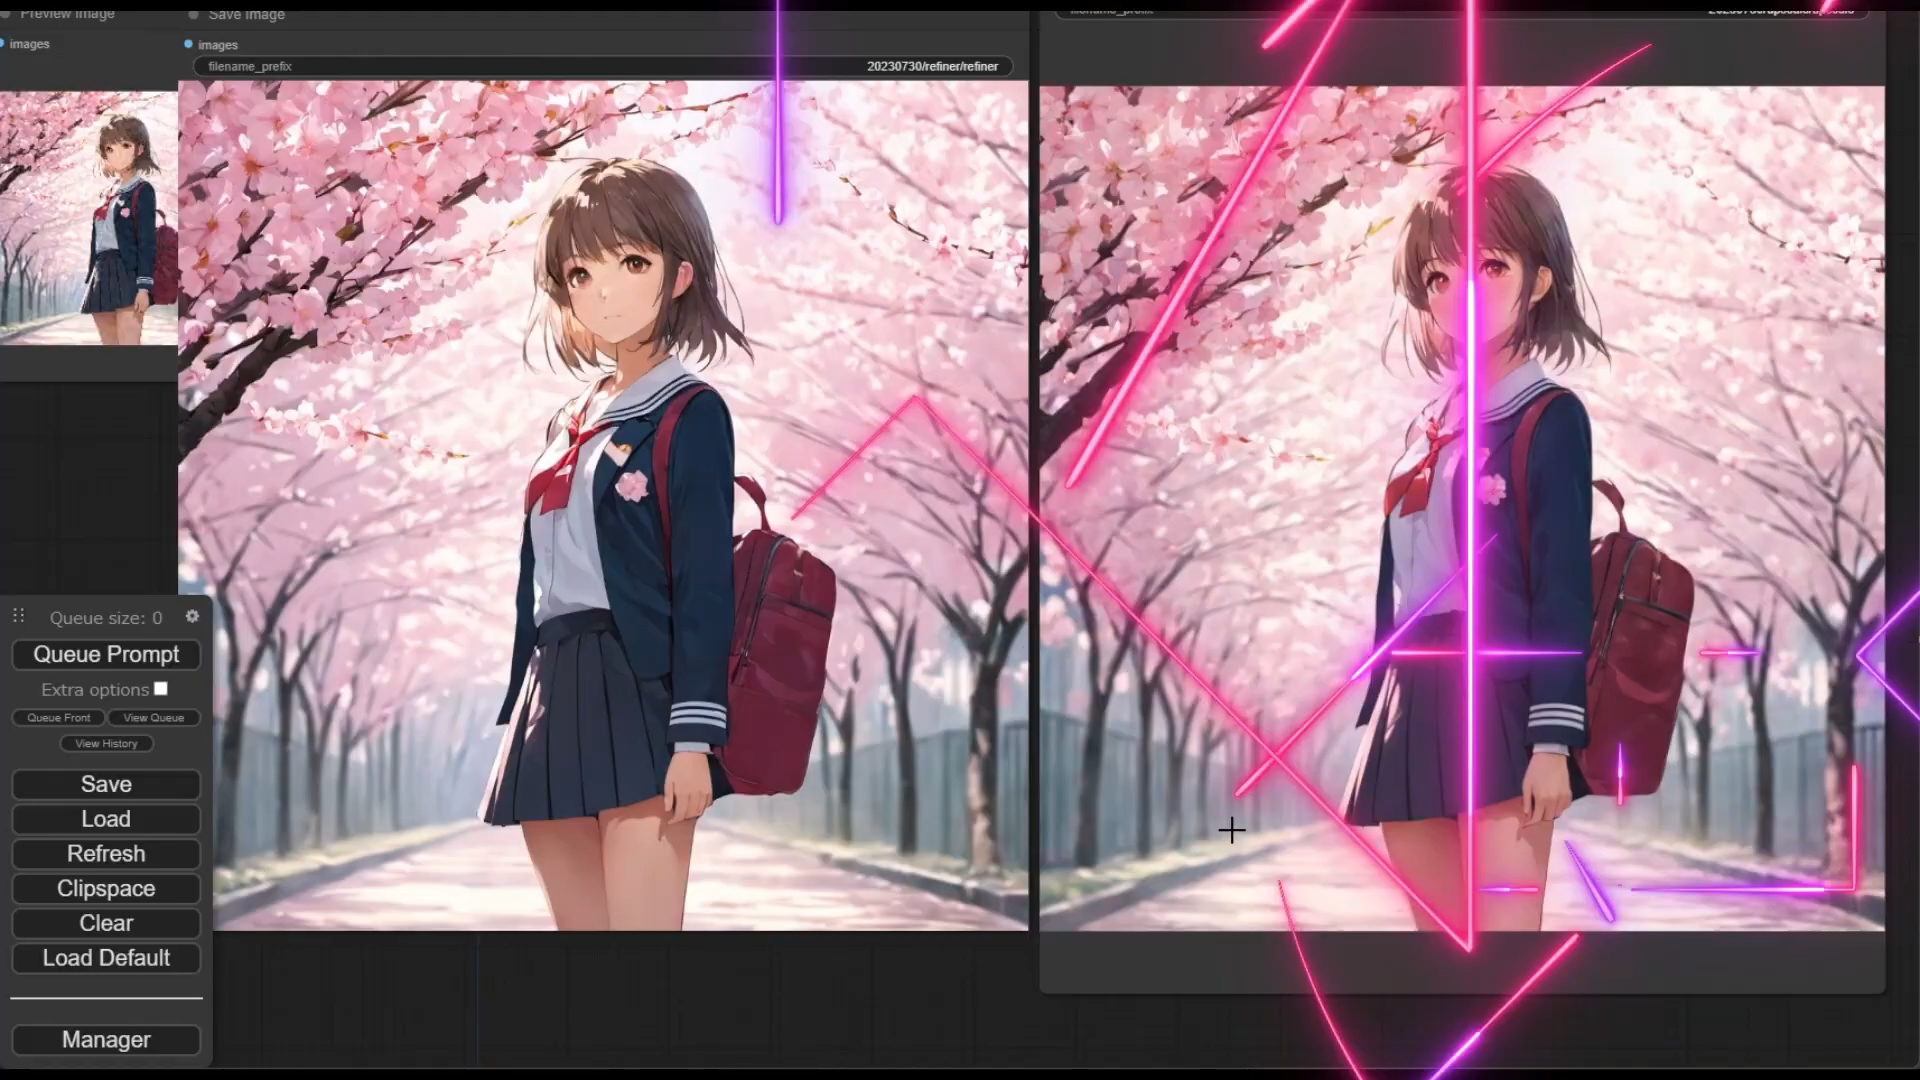 Preview Image
Save Image
images
images
filename_prefix
20230730/refiner/refiner
filename_prefix
Queue size: 0
Queue Prompt
Extra options
Queue Front
View Queue
View History
Save
Load
Refresh
Clipspace
Clear
Load Default
Manager